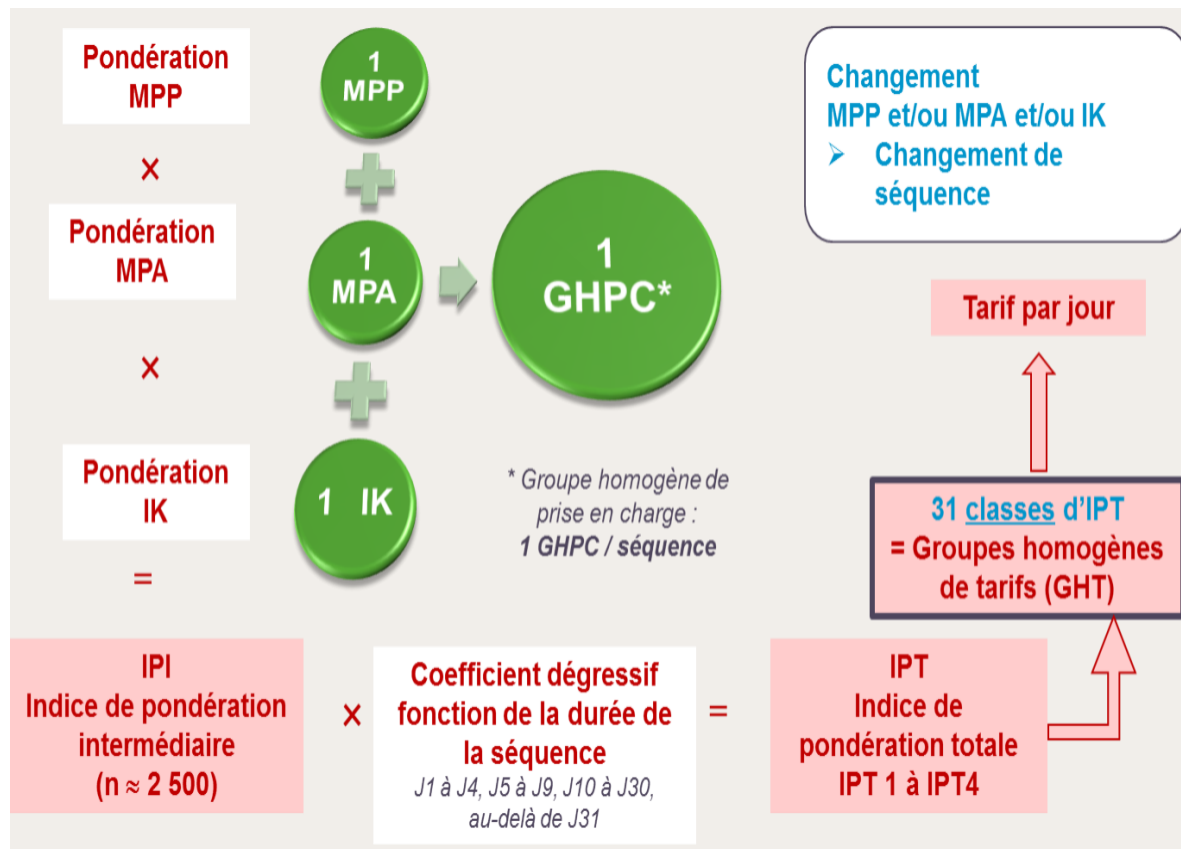 Pondération
MPP
×
Pondération
MPA
×
Pondération
IK
=
IPI
Indice de pondération
intermédiaire
(n ≈ 2 500)
×
Coefficient dégressif
fonction de la durée de
la séquence
J1 à J4, J5 à J9, J10 à J30,
au-delà de J31
=
IPT
Indice de
pondération totale
IPT 1 à IPT4
1
MPP
1
MPA
1 IK
1
GHPC*
* Groupe homogène de
prise en charge :
1 GHPC / séquence
Changement
MPP et/ou MPA et/ou IK
➢ Changement de
séquence
Tarif par jour
31 classes d’IPT
= Groupes homogènes
de tarifs (GHT)